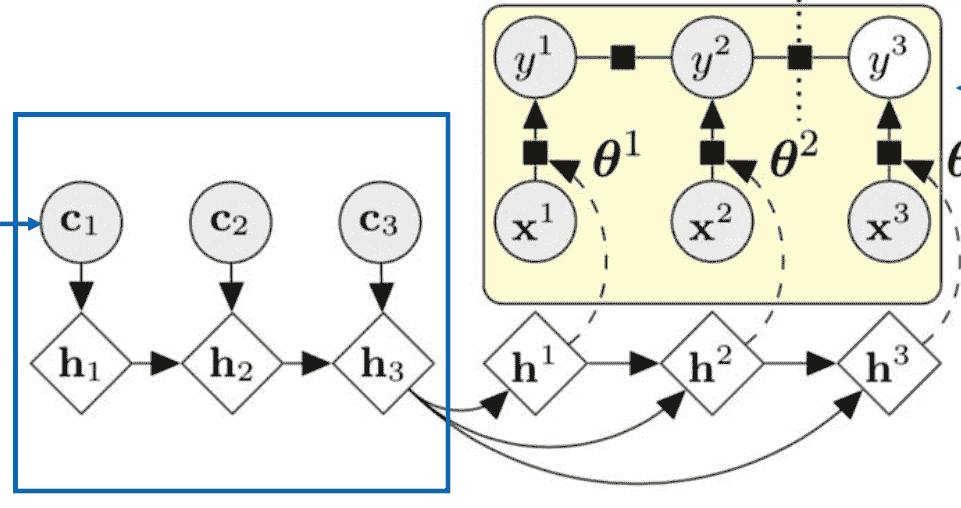 y¹ y² y³
θ¹ θ² θ
c₁ c₂ c₃ x¹ x² x³
h₁ h₂ h₃ h¹ h² h³